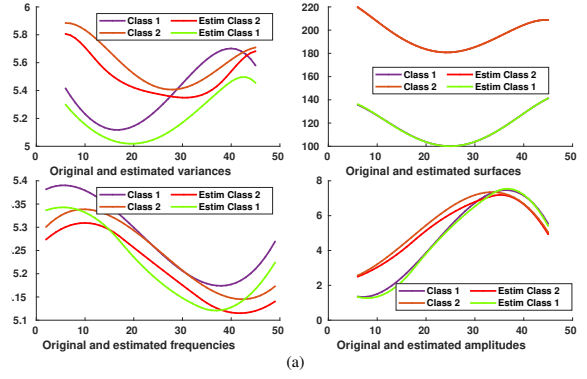 6
5.8
5.6
5.4
5.2
5
0 10 20 30 40 50
Class 1 Estim Class 2
Class 2 Estim Class 1
Original and estimated variances
220
200
180
160
140
120
100
0 10 20 30 40 50
Class 1 Estim Class 2
Class 2 Estim Class 1
Original and estimated surfaces
5.4
.35
5.3
.25
5.2
.15
5.1
0 10 20 30 40 50
Class 1 Estim Class 2
Class 2 Estim Class 1
Original and estimated frequencies
8
6
4
2
0
0 10 20 30 40 50
Class 1 Estim Class 2
Class 2 Estim Class 1
Original and estimated amplitudes
(a)